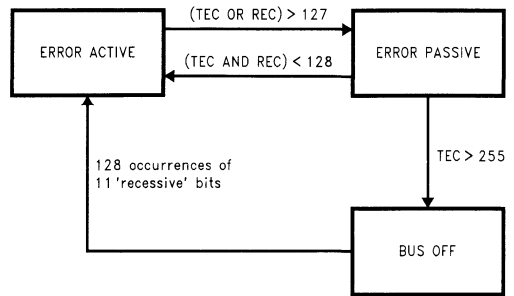 (TEC OR REC) > 127
ERROR ACTIVE
ERROR PASSIVE
(TEC AND REC) < 128
TEC > 255
128 occurrences of
11 'recessive' bits
BUS OFF